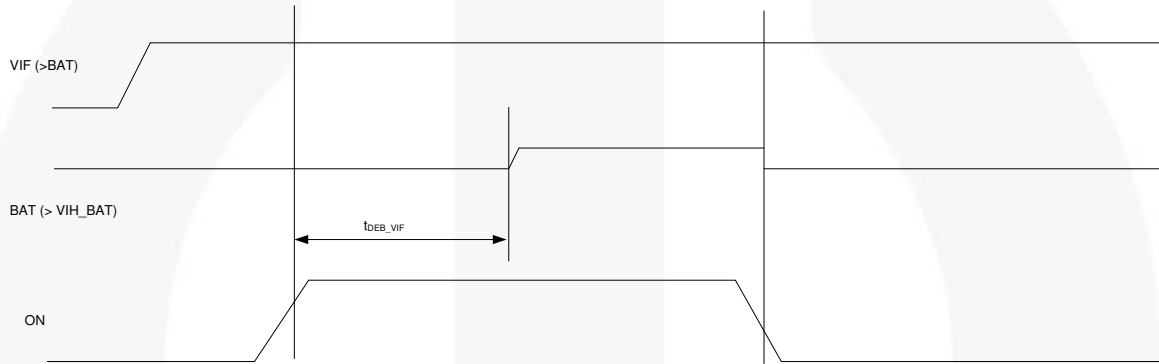 VIF (>BAT)
BAT (> VIH_BAT)
tDEB_VIF
ON